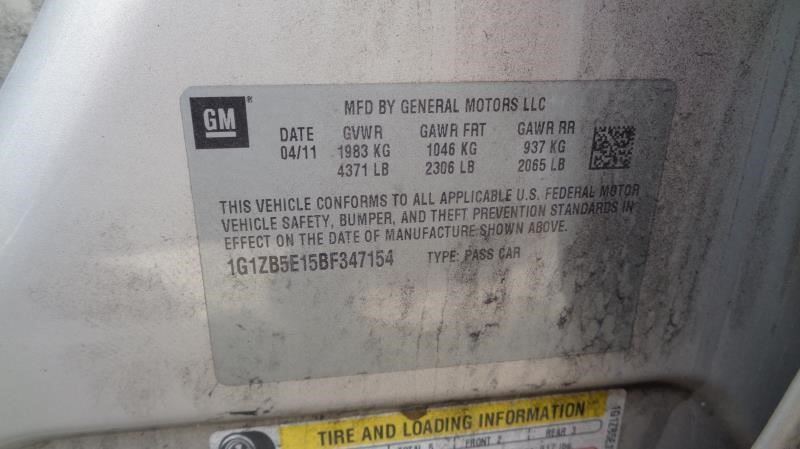 GM ®
MFD BY GENERAL MOTORS LLC
DATE GVWR GAWR FRT GAWR RR
04/11 1983 KG 1046 KG 937 KG
4371 LB 2306 LB 2065 LB
THIS VEHICLE CONFORMS TO ALL APPLICABLE U.S. FEDERAL MOTOR
VEHICLE SAFETY, BUMPER, AND THEFT PREVENTION STANDARDS IN
EFFECT ON THE DATE OF MANUFACTURE SHOWN ABOVE.
1G1ZB5E15BF347154 TYPE: PASS CAR
TIRE AND LOADING INFORMATION
FRONT 2 REAR 3